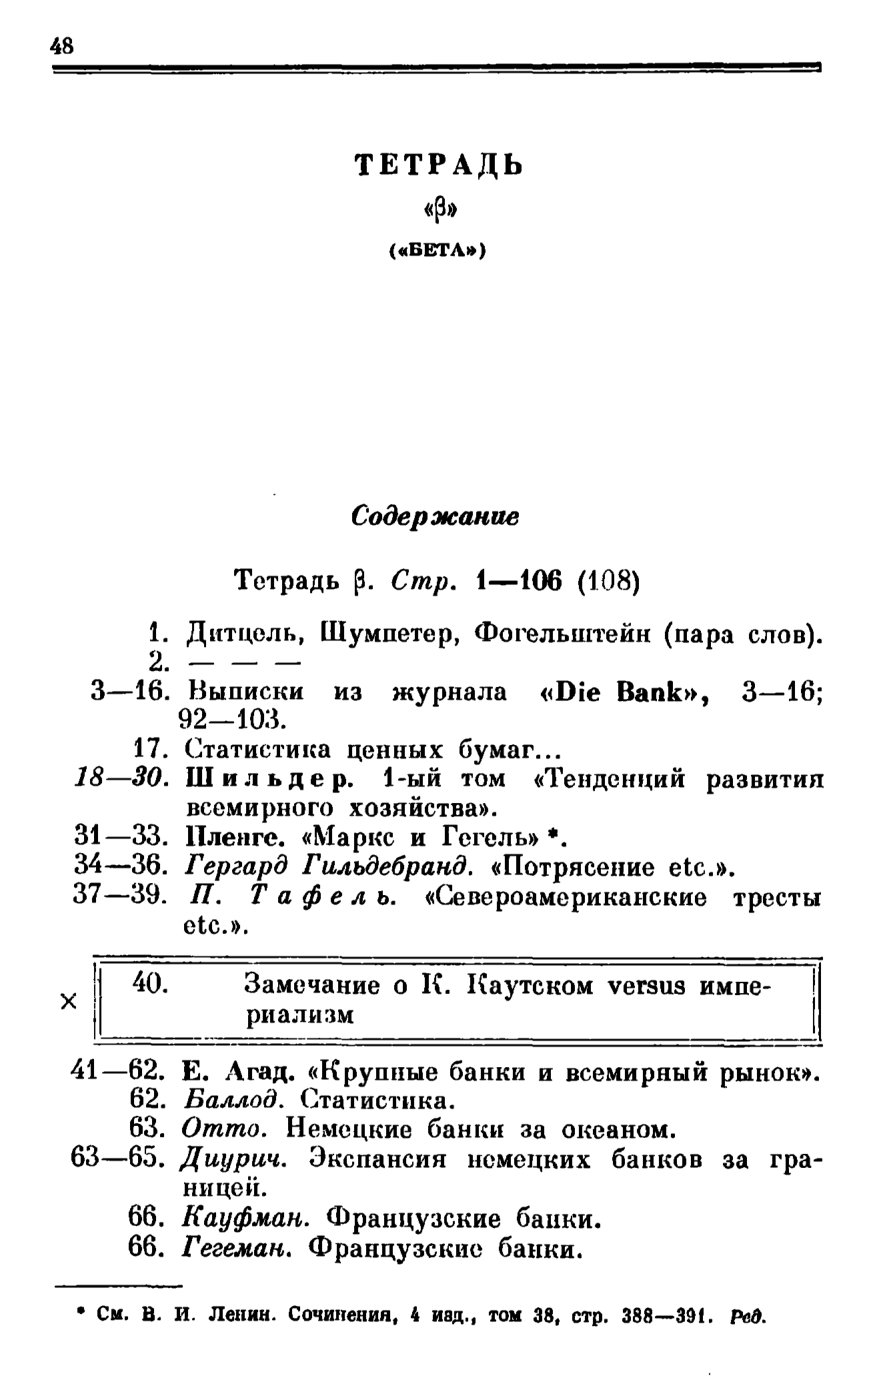 48
ТЕТРАДЬ
«β»
(«БЕТА»)
Содержание
Тетрадь β. Стр. 1—106 (108)
1. Дитцель, Шумпетер, Фогельштейн (пара слов).
2. — — —
3—16. Выписки из журнала «Die Bank», 3—16;
92—103.
17. Статистика ценных бумаг...
18—30. Шильдер. 1-ый том «Тенденций развития
всемирного хозяйства».
31—33. Пленге. «Маркс и Гегель» *.
34—36. Гергард Гильдебранд. «Потрясение etc.».
37—39. П. Тафель. «Североамериканские тресты
etc.».
× 40. Замечание о К. Каутском versus импе-
риализм
41—62. Е. Агад. «Крупные банки и всемирный рынок».
62. Баллод. Статистика.
63. Отто. Немецкие банки за океаном.
63—65. Диурич. Экспансия немецких банков за гра-
ницей.
66. Кауфман. Французские банки.
66. Гегеман. Французские банки.
* См. В. И. Ленин. Сочинения, 4 изд., том 38, стр. 388—391. Ред.